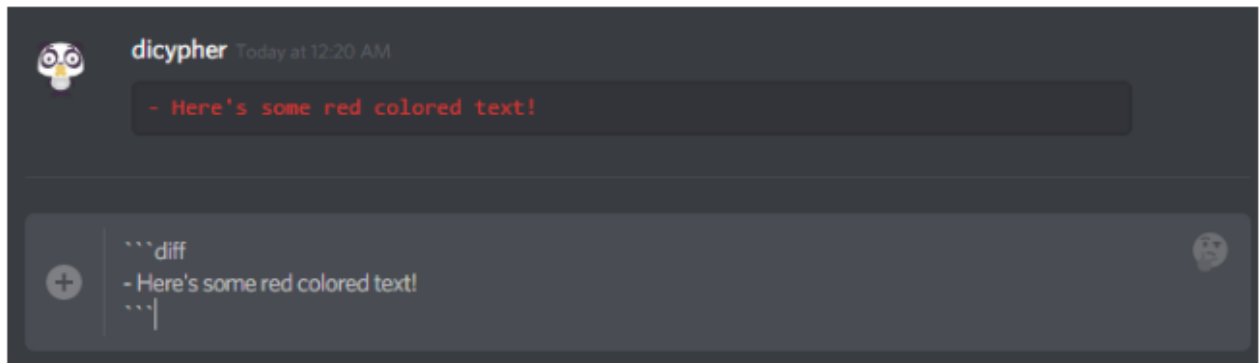 dicypher Today at 12:20 AM
- Here's some red colored text!
```diff
- Here's some red colored text!
```